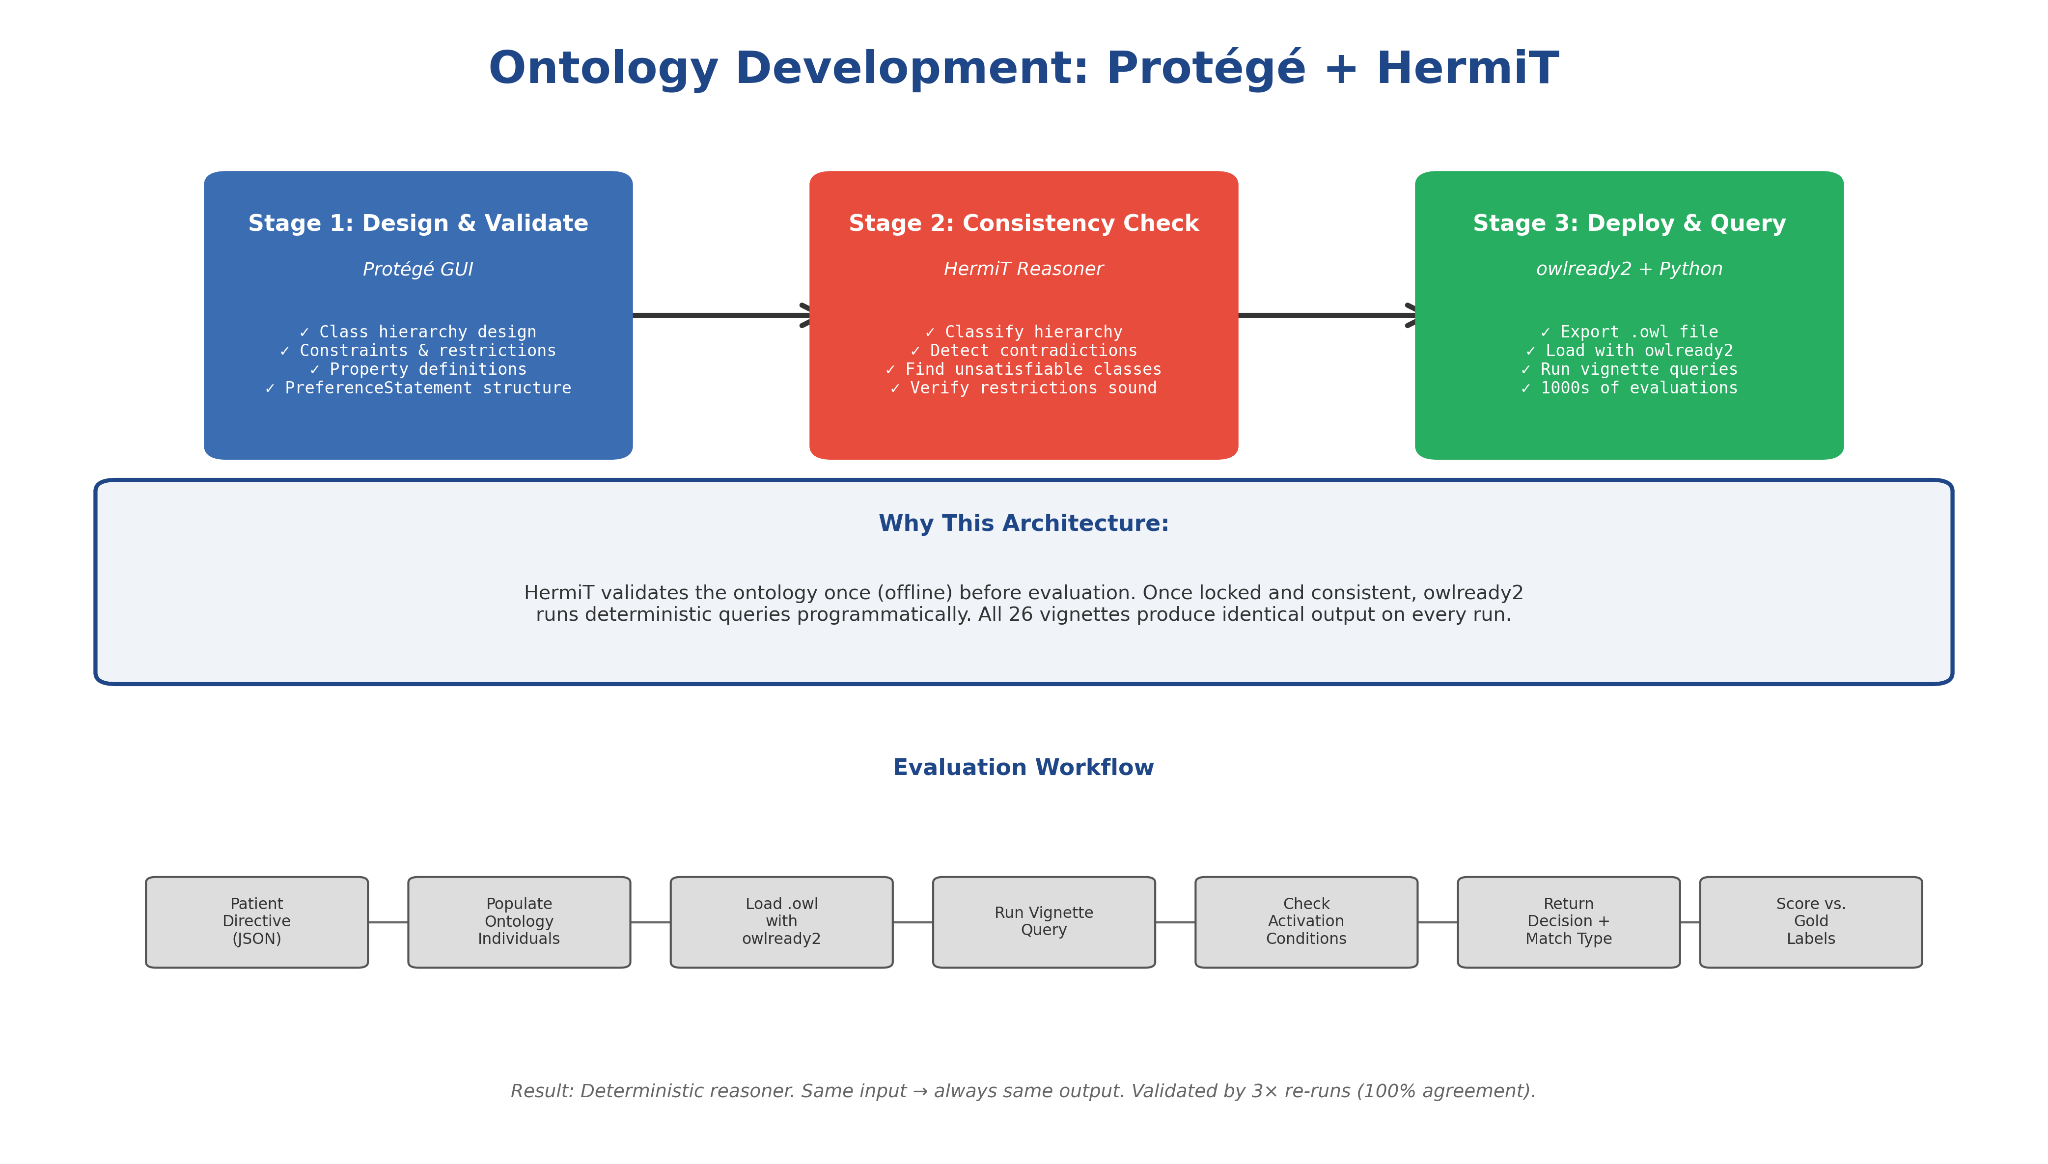 Ontology Development: Protégé + HermiT
Stage 1: Design & Validate
Protégé GUI
✓ Class hierarchy design
✓ Constraints & restrictions
✓ Property definitions
✓ PreferenceStatement structure
Stage 2: Consistency Check
HermiT Reasoner
✓ Classify hierarchy
✓ Detect contradictions
✓ Find unsatisfiable classes
✓ Verify restrictions sound
Stage 3: Deploy & Query
owlready2 + Python
✓ Export .owl file
✓ Load with owlready2
✓ Run vignette queries
✓ 1000s of evaluations
Why This Architecture:
HermiT validates the ontology once (offline) before evaluation. Once locked and consistent, owlready2
runs deterministic queries programmatically. All 26 vignettes produce identical output on every run.
Evaluation Workflow
Patient
Directive
(JSON)
Populate
Ontology
Individuals
Load .owl
with
owlready2
Run Vignette
Query
Check
Activation
Conditions
Return
Decision +
Match Type
Score vs.
Gold
Labels
Result: Deterministic reasoner. Same input → always same output. Validated by 3× re-runs (100% agreement).